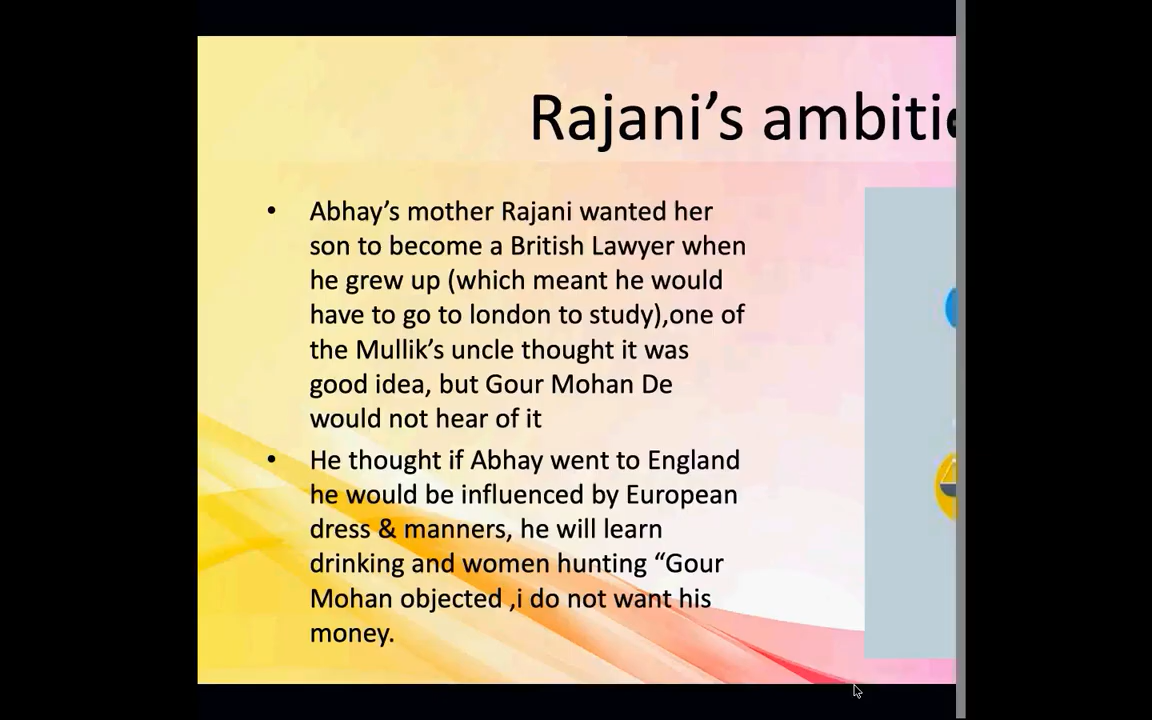 Rajani’s ambitio
• Abhay’s mother Rajani wanted her
son to become a British Lawyer when
he grew up (which meant he would
have to go to london to study),one of
the Mullik’s uncle thought it was
good idea, but Gour Mohan De
would not hear of it
• He thought if Abhay went to England
he would be influenced by European
dress & manners, he will learn
drinking and women hunting “Gour
Mohan objected ,i do not want his
money.